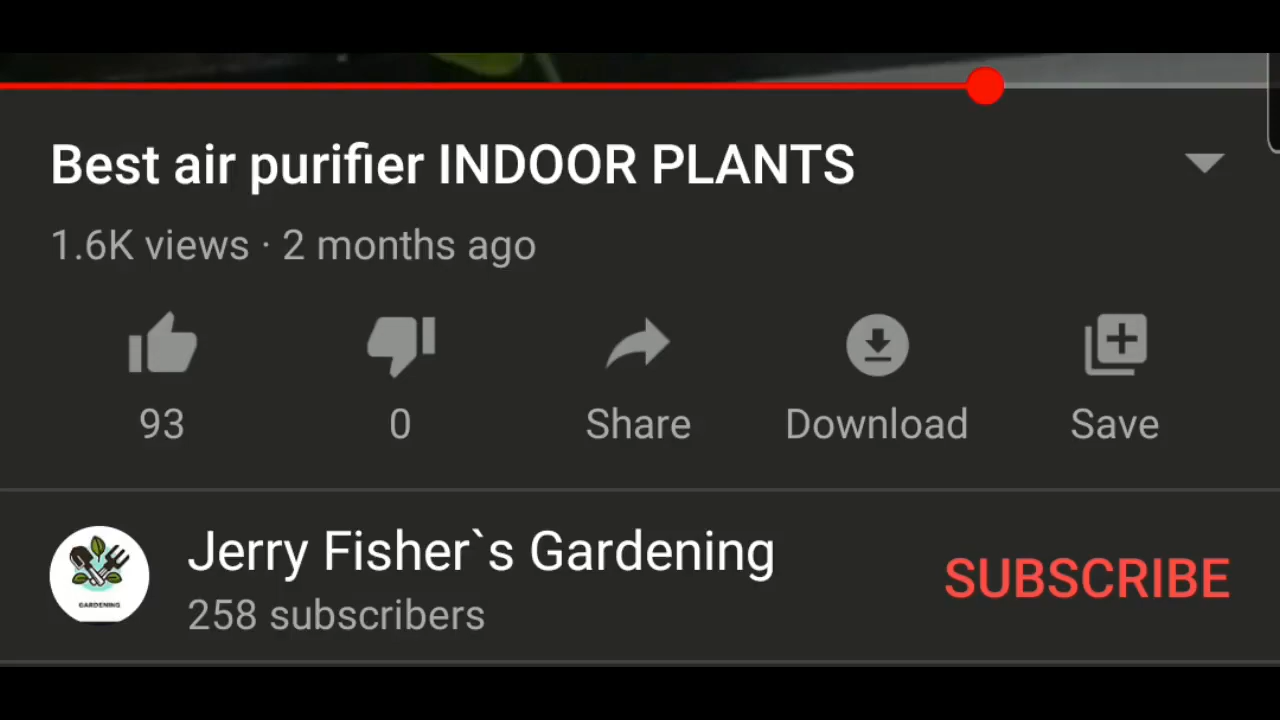 Best air purifier INDOOR PLANTS
1.6K views · 2 months ago
93 0 Share Download Save
GARDENING
Jerry Fisher`s Gardening
258 subscribers
SUBSCRIBE